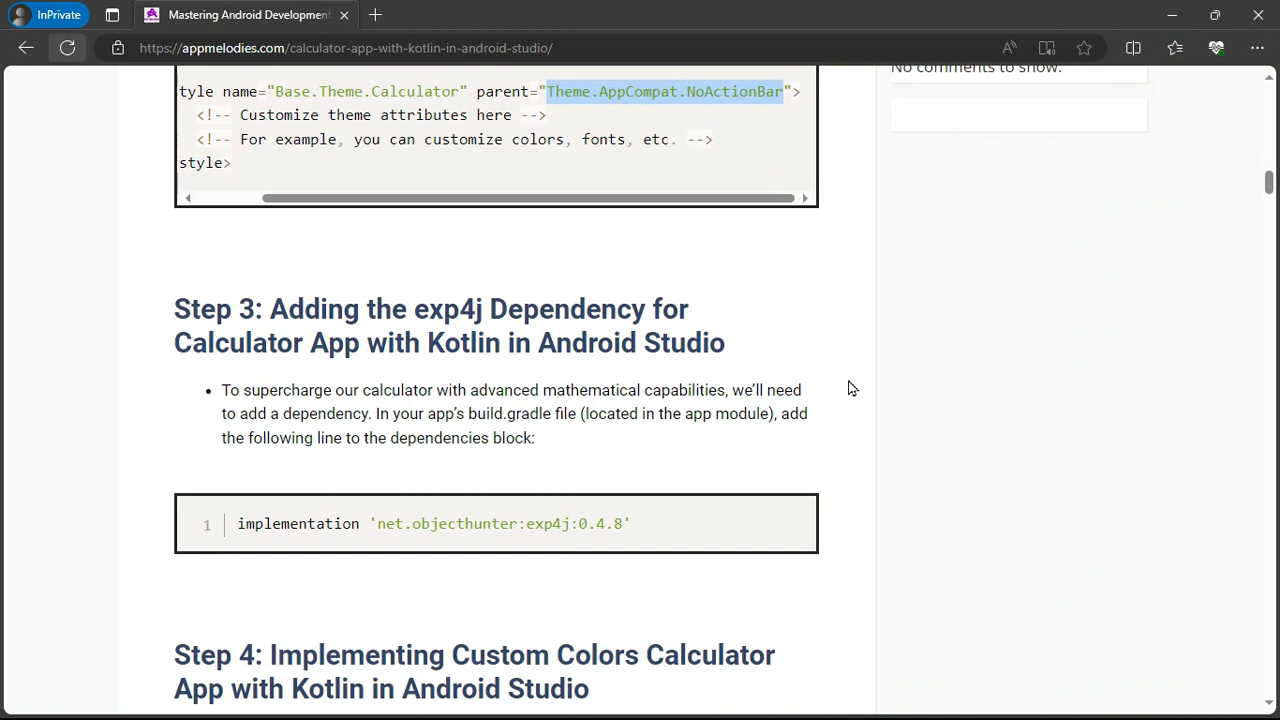 InPrivate
Mastering Android Development
https://appmelodies.com/calculator-app-with-kotlin-in-android-studio/
No comments to show.
tyle name="Base.Theme.Calculator" parent="Theme.AppCompat.NoActionBar">
<!-- Customize theme attributes here -->
<!-- For example, you can customize colors, fonts, etc. -->
style>
Step 3: Adding the exp4j Dependency for
Calculator App with Kotlin in Android Studio
• To supercharge our calculator with advanced mathematical capabilities, we’ll need
to add a dependency. In your app’s build.gradle file (located in the app module), add
the following line to the dependencies block:
1 implementation 'net.objecthunter:exp4j:0.4.8'
Step 4: Implementing Custom Colors Calculator
App with Kotlin in Android Studio